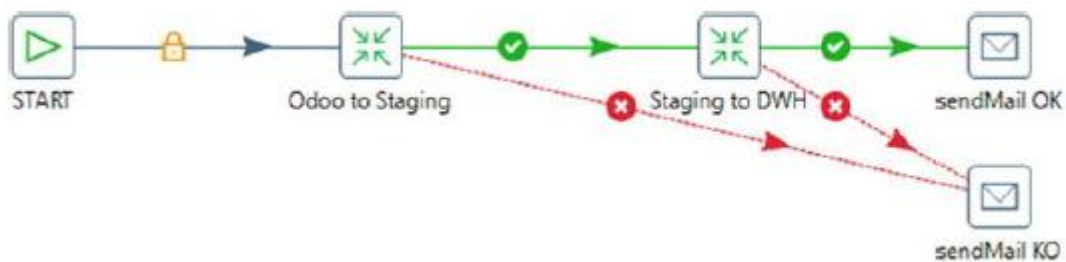 START
Odoo to Staging
Staging to DWH
sendMail OK
sendMail KO